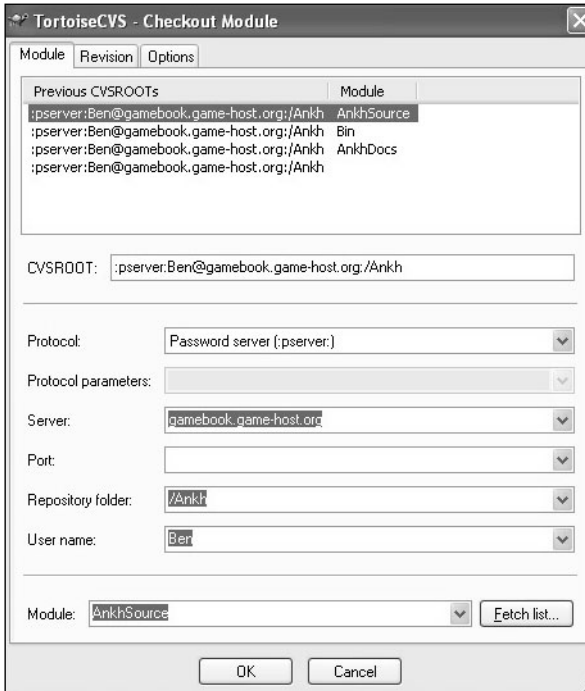 TortoiseCVS - Checkout Module
Module Revision Options
Previous CVSROOTs Module
:pserver:Ben@gamebook.game-host.org:/Ankh AnkhSource
:pserver:Ben@gamebook.game-host.org:/Ankh Bin
:pserver:Ben@gamebook.game-host.org:/Ankh AnkhDocs
:pserver:Ben@gamebook.game-host.org:/Ankh
CVSROOT: :pserver:Ben@gamebook.game-host.org:/Ankh
Protocol: Password server (:pserver:)
Protocol parameters:
Server: gamebook.game-host.org
Port:
Repository folder: /Ankh
User name: Ben
Module: AnkhSource Fetch list...
OK Cancel